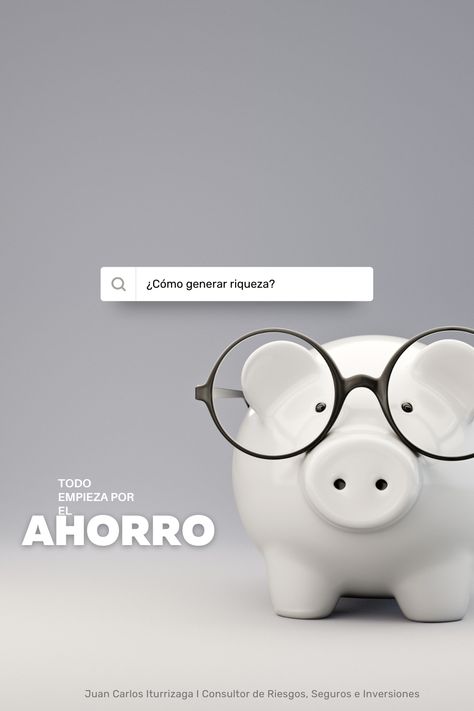 ¿Cómo generar riqueza?
TODO
EMPIEZA POR
EL
AHORRO
Juan Carlos Iturrizaga I Consultor de Riesgos, Seguros e Inversiones